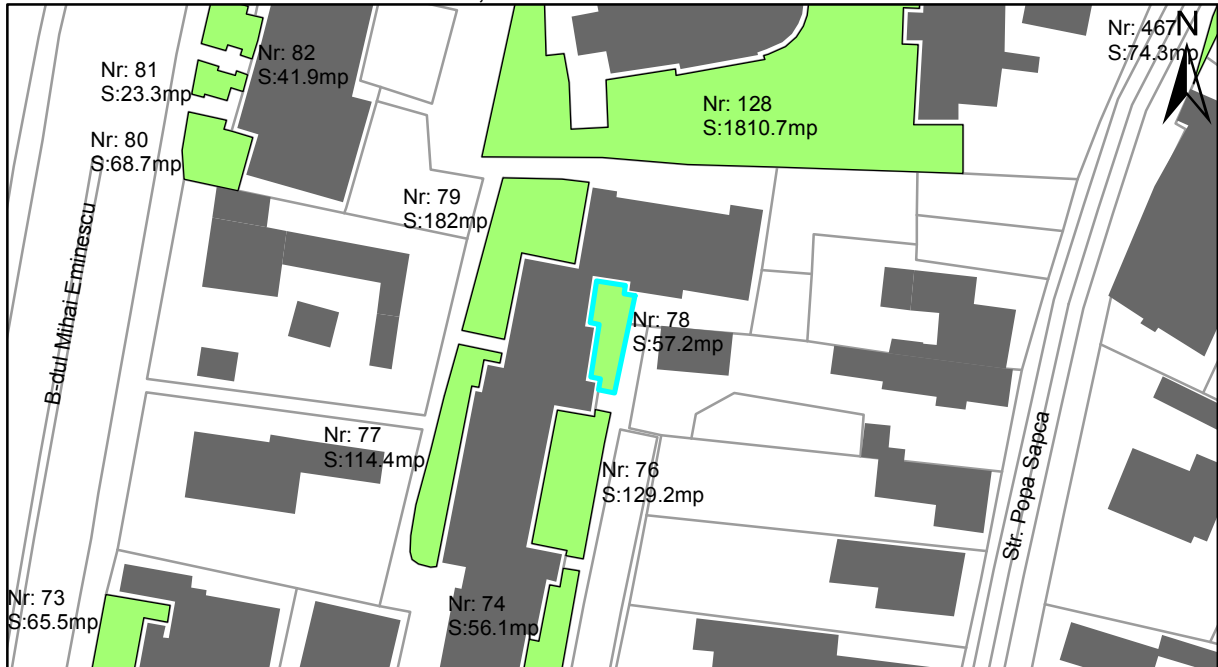 Nr: 467
S:74.3mp
N
Nr: 82
S:41.9mp
Nr: 81
S:23.3mp
Nr: 128
S:1810.7mp
Nr: 80
S:68.7mp
Nr: 79
S:182mp
B-dul Mihai Eminescu
Nr: 78
S:57.2mp
Nr: 77
S:114.4mp
Nr: 76
S:129.2mp
Str. Popa Sapca
Nr: 73
S:65.5mp
Nr: 74
S:56.1mp